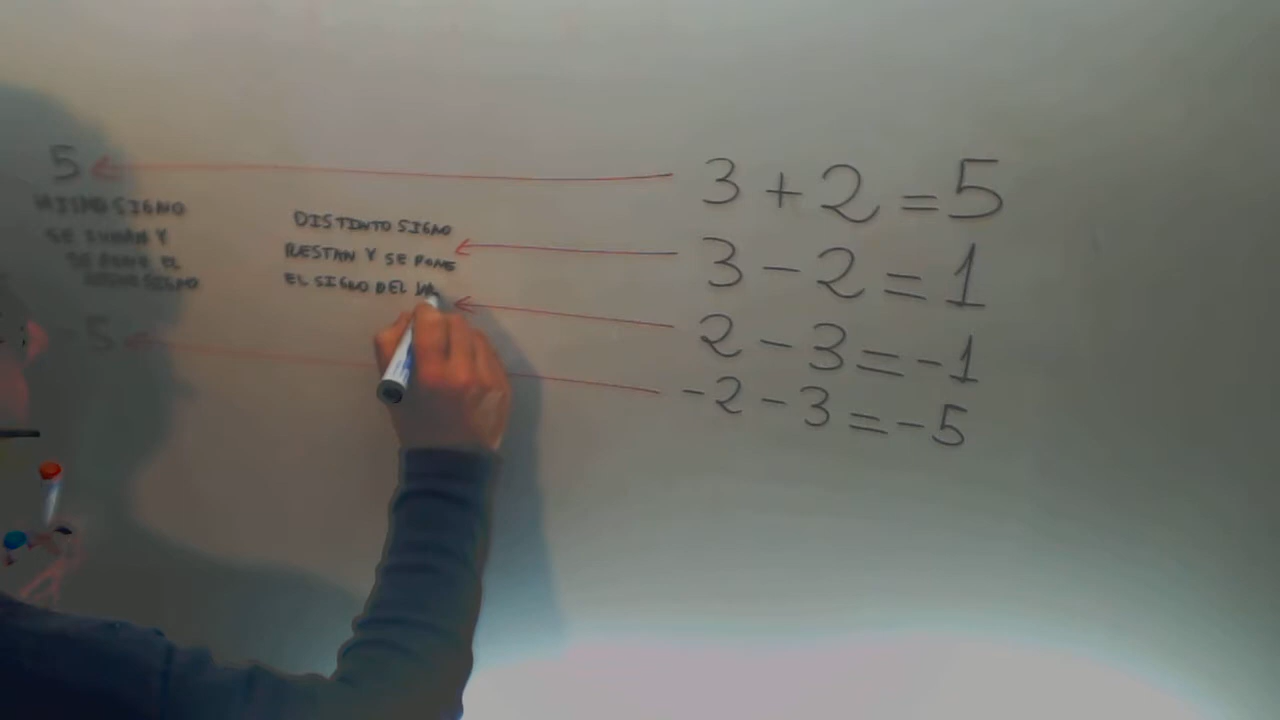 5
MISMO SIGNO
SE SUMAN Y
SE PONE EL
MISMO SIGNO
-5
DISTINTO SIGNO
RESTAN Y SE PONE
EL SIGNO DEL
3 + 2 = 5
3 - 2 = 1
2 - 3 = -1
-2 - 3 = -5